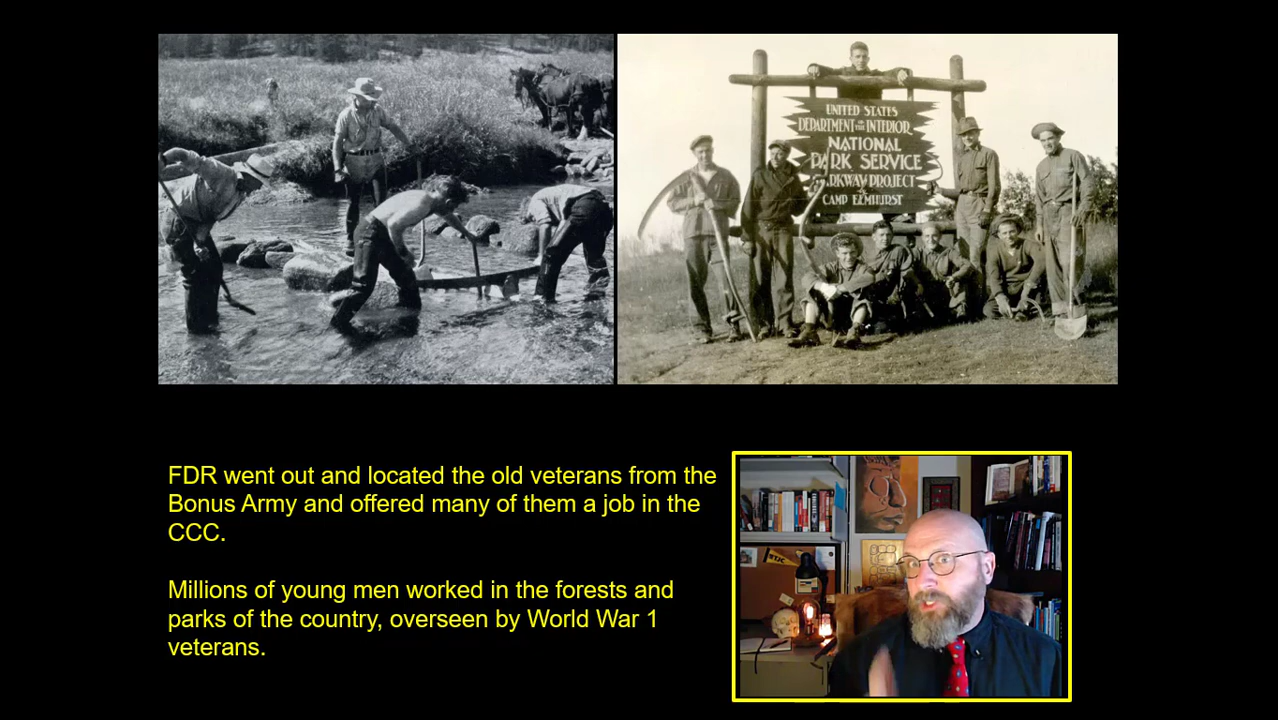 UNITED STATES
DEPARTMENT OF THE INTERIOR
NATIONAL
PARK SERVICE
PARKWAY PROJECT
CAMP ELMHURST
FDR went out and located the old veterans from the
Bonus Army and offered many of them a job in the
CCC.
Millions of young men worked in the forests and
parks of the country, overseen by World War 1
veterans.